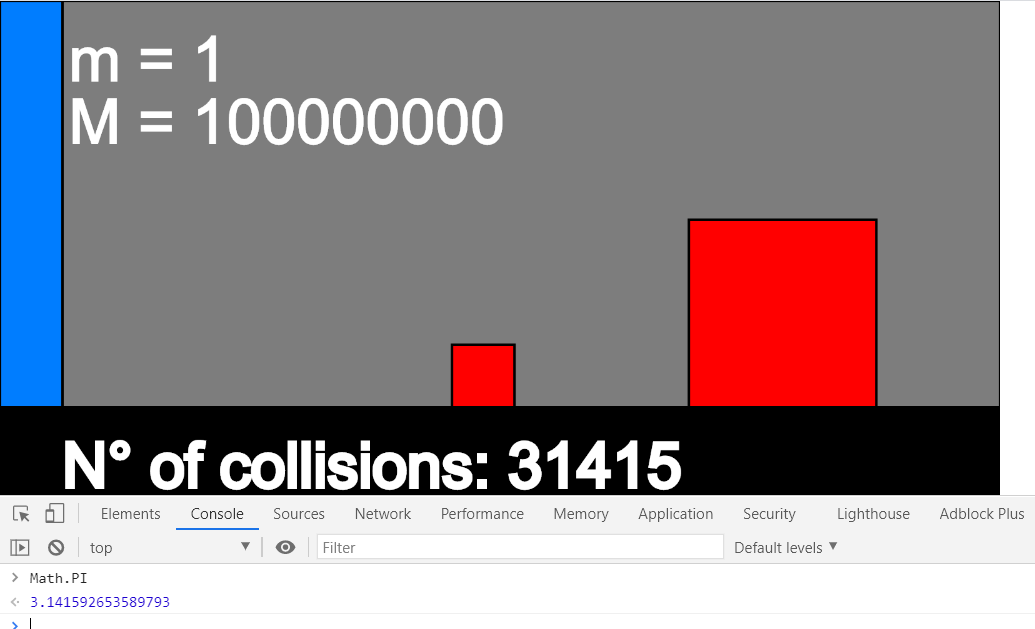 m = 1
M = 100000000
N° of collisions: 31415
Elements Console Sources Network Performance Memory Application Security Lighthouse Adblock Plus
top Filter Default levels
Math.PI
3.141592653589793